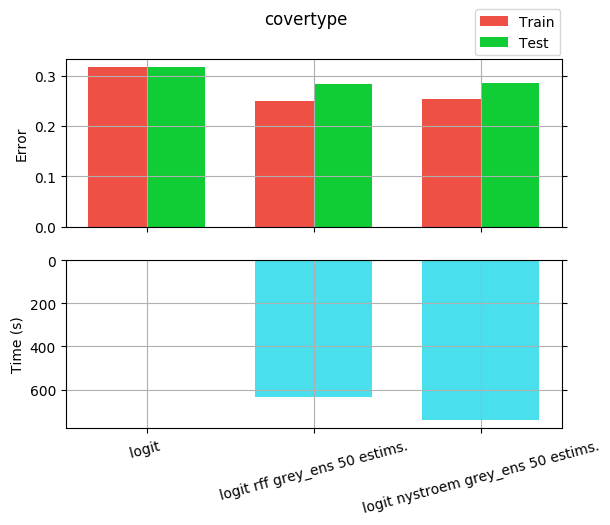 covertype
Train
Test
0.3
0.2
0.1
0.0
Error
0
200
400
600
Time (s)
logit
logit rff grey_ens 50 estims.
logit nystroem grey_ens 50 estims.